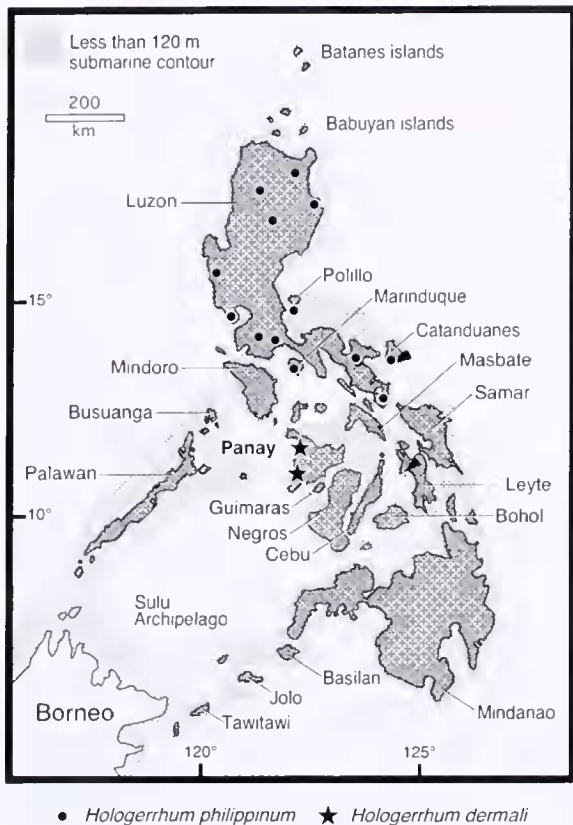 Less than 120 m
submarine contour
200
km
Batanes islands
Babuyan islands
Luzon
Polillo
15°
Marinduque
Catanduanes
Mindoro
Masbate
Busuanga
Samar
Panay
Palawan
Guimaras
Leyte
10°
Negros
Bohol
Cebu
Sulu
Archipelago
Basilan
Jolo
Borneo
Mindanao
Tawitawi
120°
125°
● Hologerrhum philippinum ★ Hologerrhum dermali